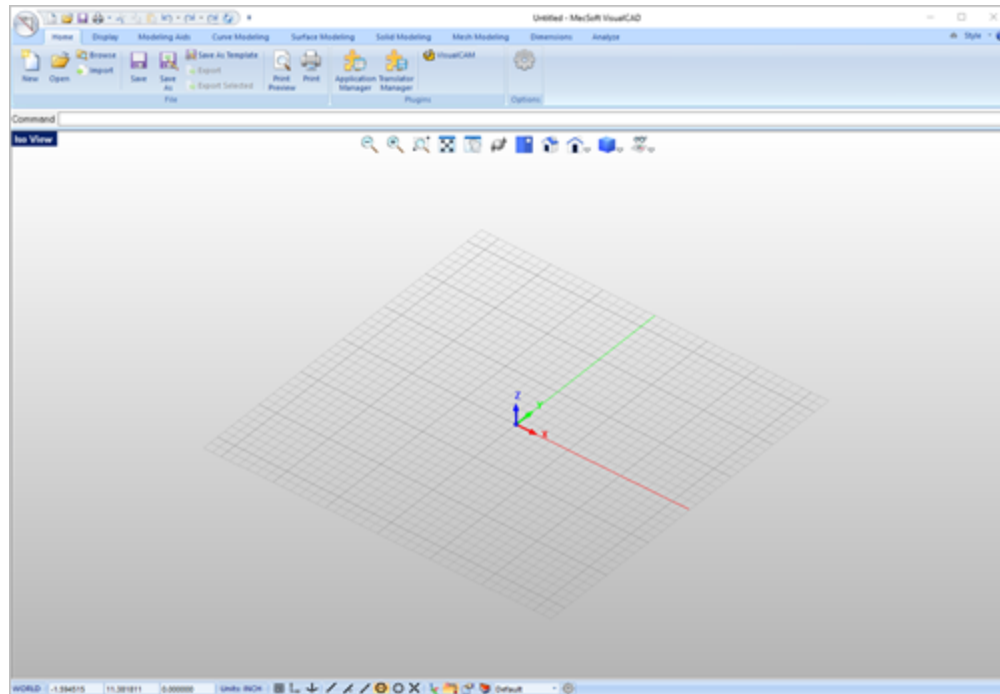 Untitled - MecSoft VisualCAD
Home Display Modeling Aids Curve Modeling Surface Modeling Solid Modeling Mesh Modeling Dimensions Analyze Style
New Open Browse Import Save Save As Save As Template Export Export Selected Print Preview Print Application Manager Translator Manager VisualCAM
File Plugins Options
Command
Iso View
Z
Y
X
WORLD -1.594515 11.381811 0.000000 Units: INCH Default